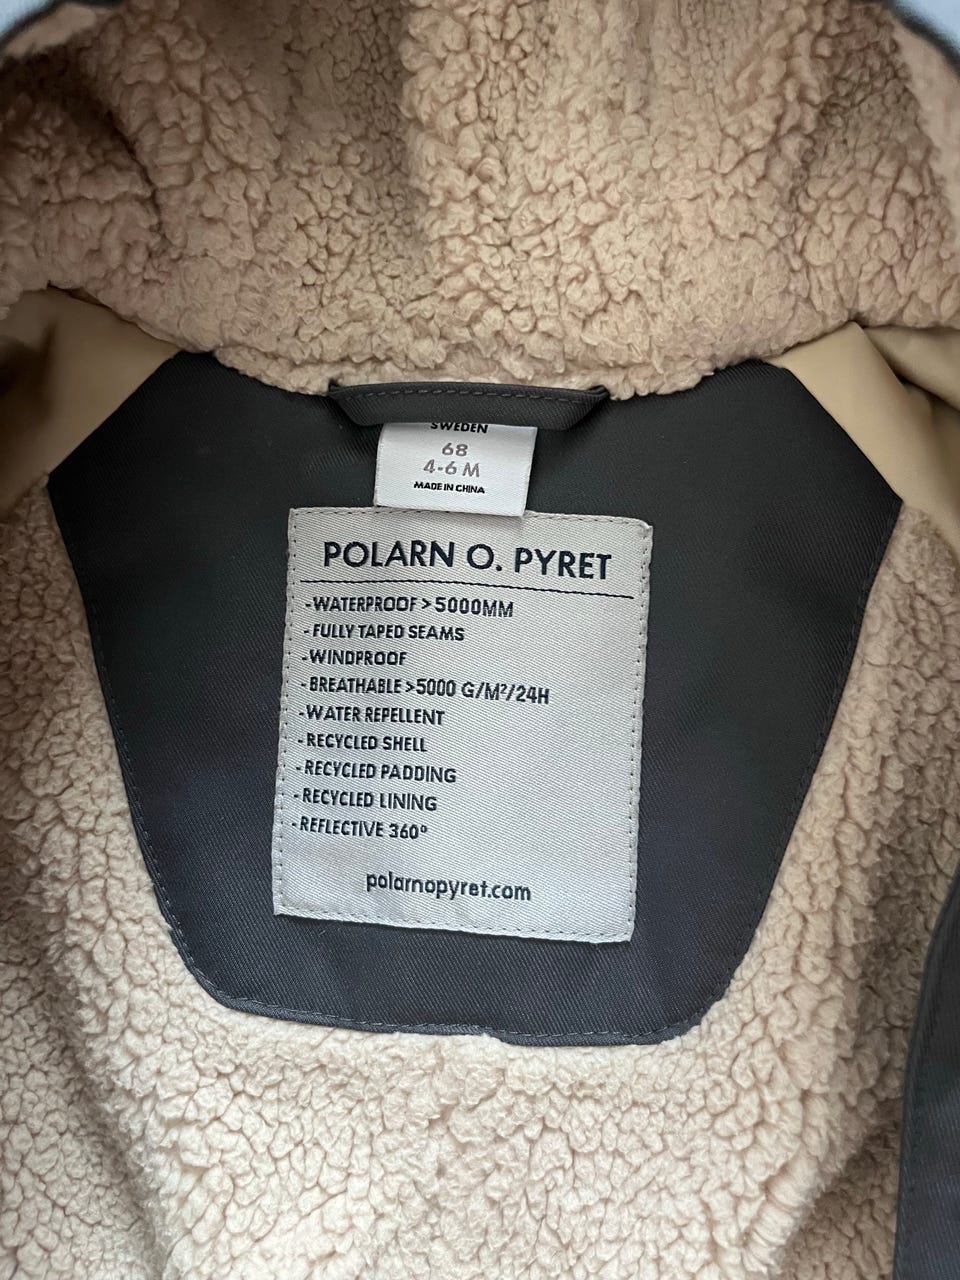 SWEDEN
68
4-6 M
MADE IN CHINA
POLARN O. PYRET
-WATERPROOF >5000MM
-FULLY TAPED SEAMS
-WINDPROOF
-BREATHABLE >5000 G/M²/24H
-WATER REPELLENT
-RECYCLED SHELL
-RECYCLED PADDING
-RECYCLED LINING
-REFLECTIVE 360°
polarnopyret.com